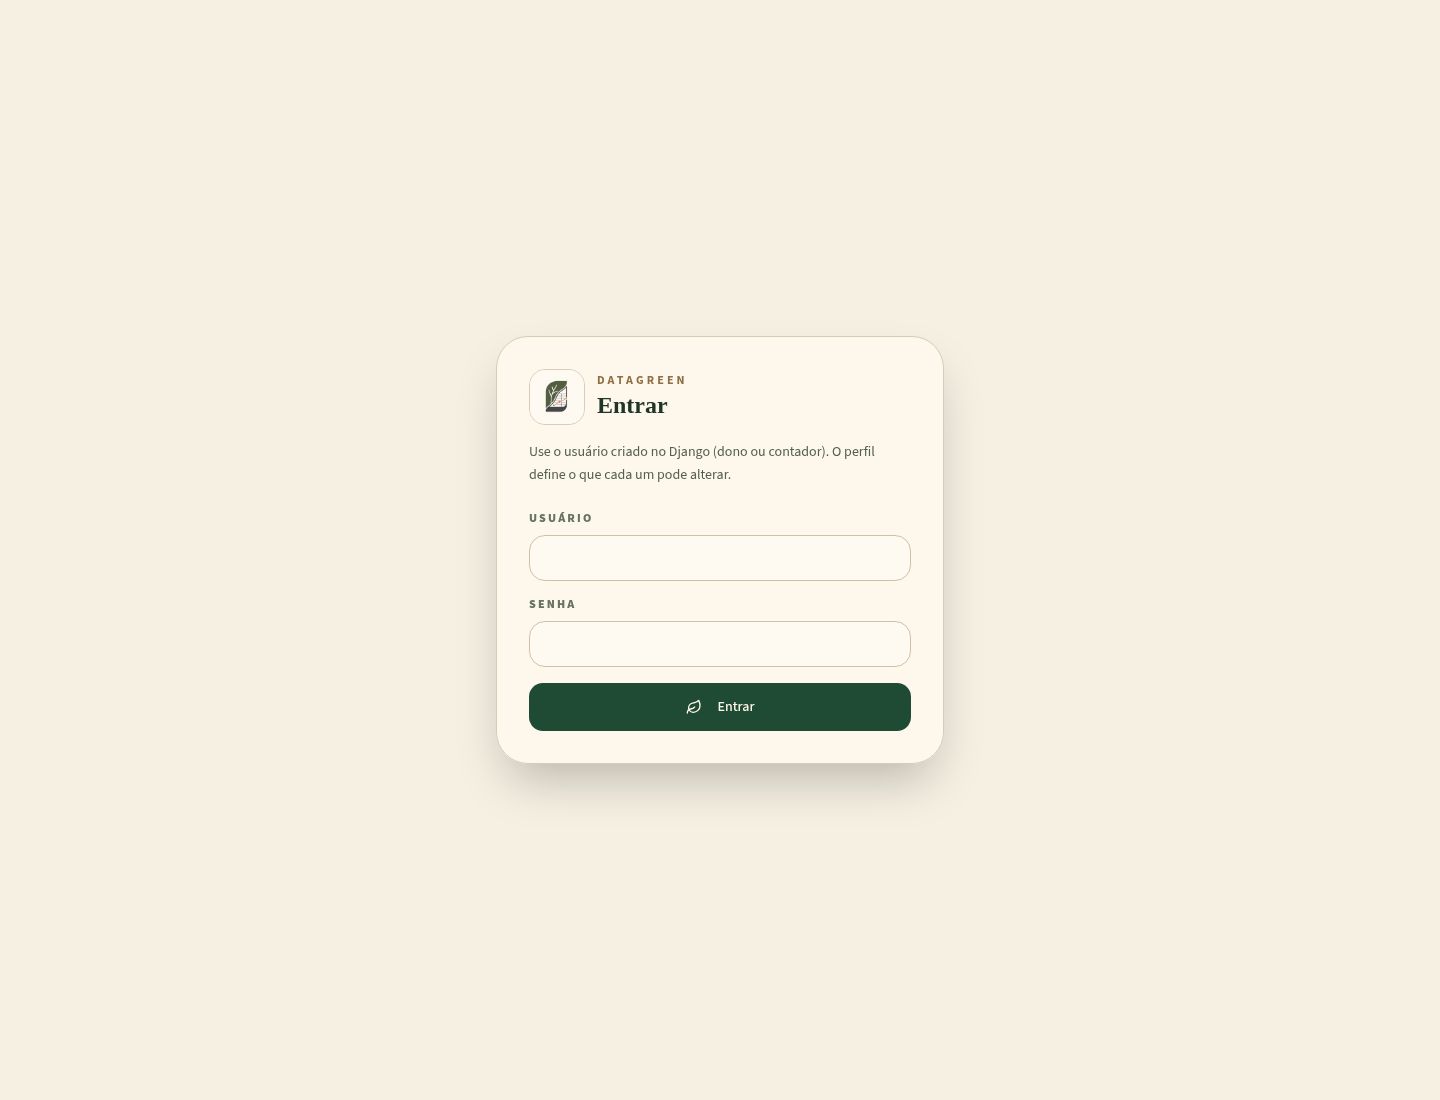 DATAGREEN
Entrar
Use o usuário criado no Django (dono ou contador). O perfil
define o que cada um pode alterar.
USUÁRIO
SENHA
Entrar